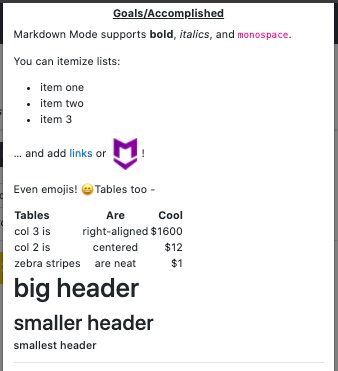 Goals/Accomplished
Markdown Mode supports bold, italics, and monospace.
You can itemize lists:
• item one
• item two
• item 3
... and add links or !
Even emojis! 😄Tables too -
Tables Are Cool
col 3 is right-aligned $1600
col 2 is centered $12
zebra stripes are neat $1
big header
smaller header
smallest header